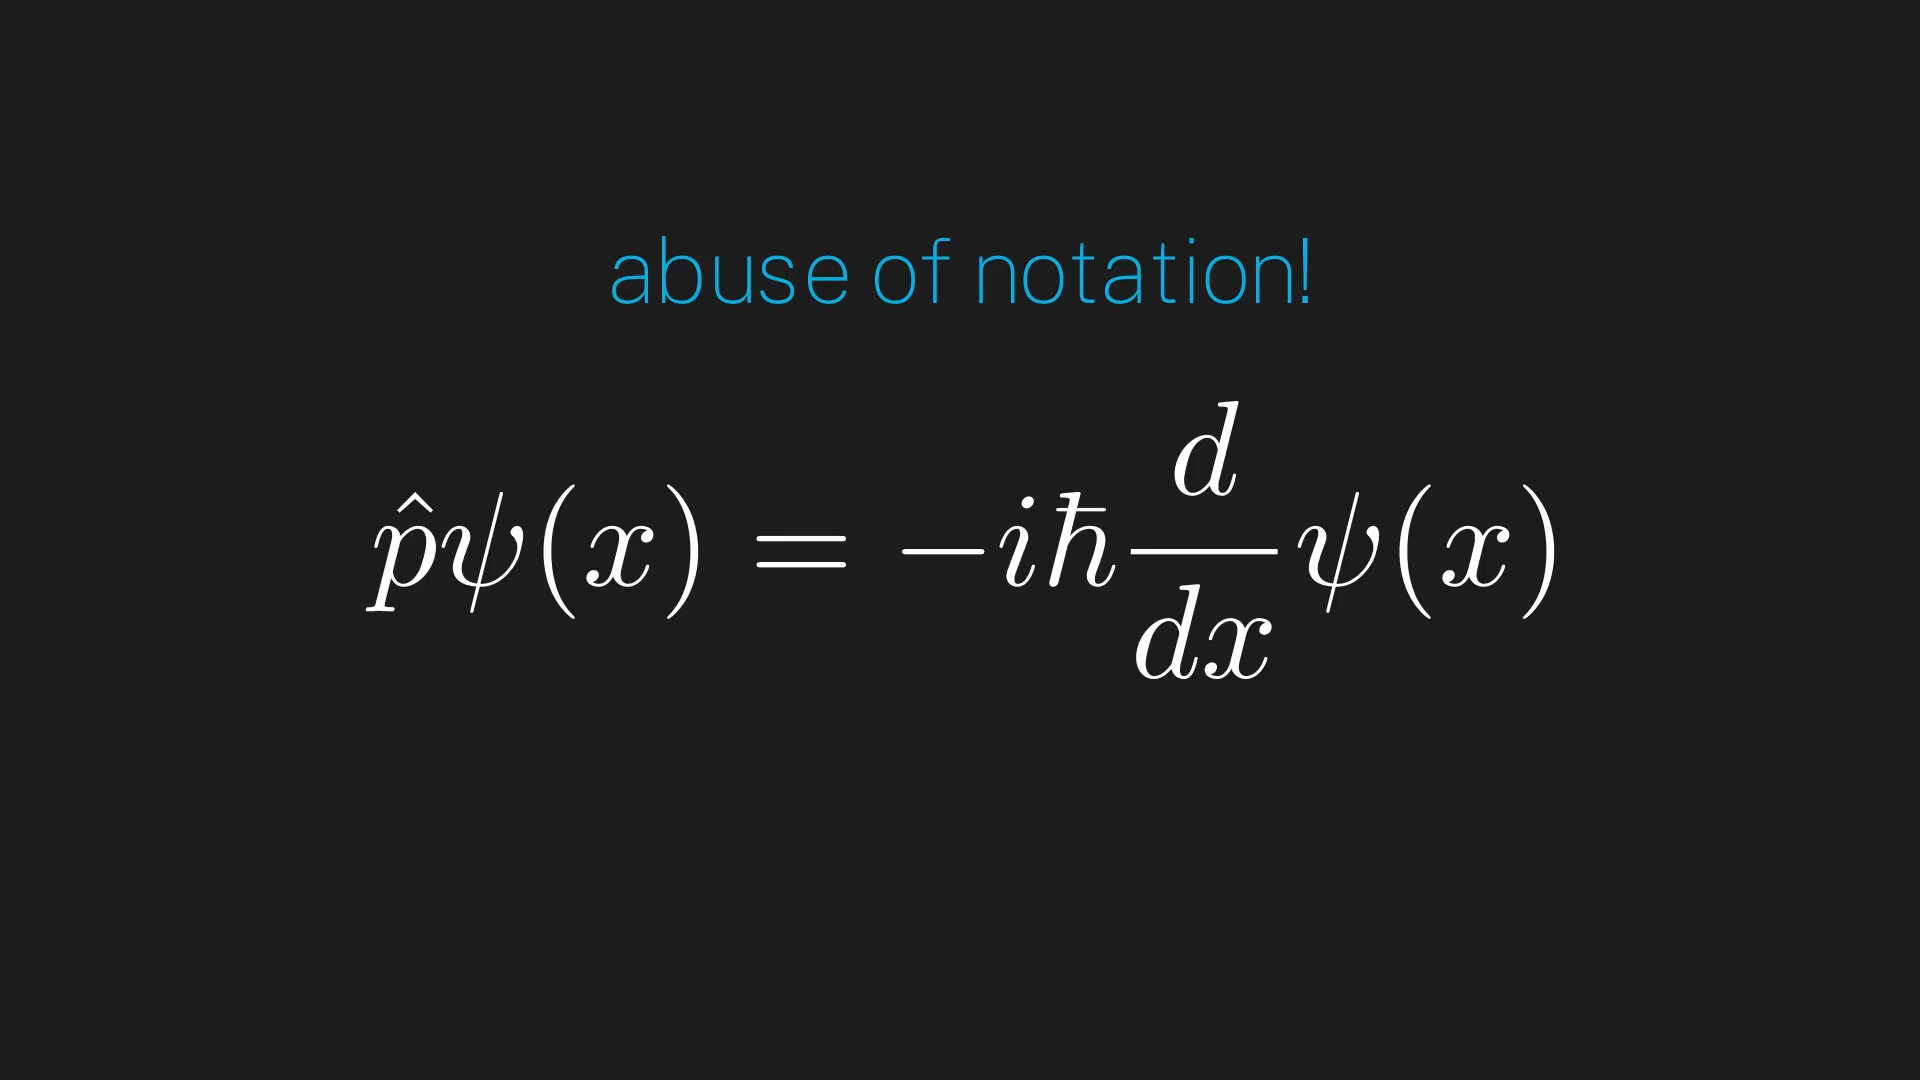 abuse of notation!
p̂ψ(x) = −iħ d/dx ψ(x)